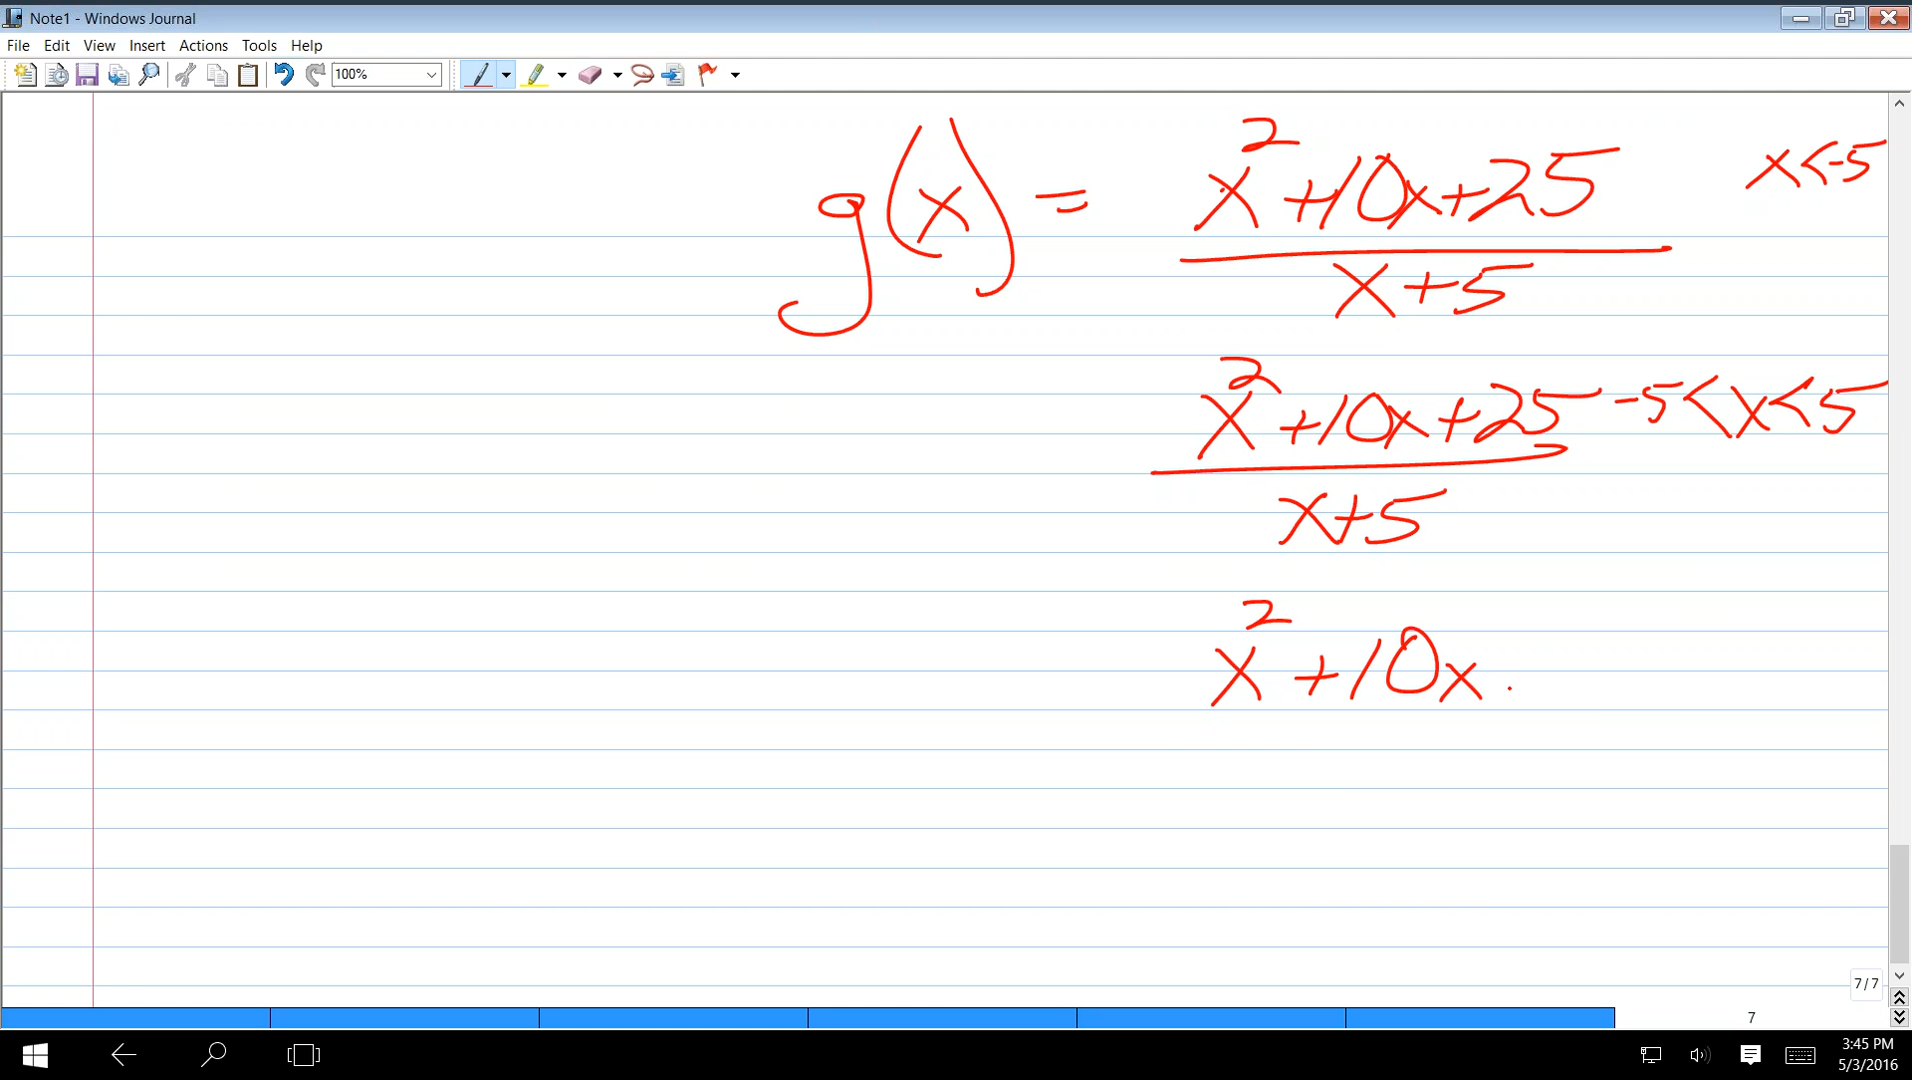 Note1 - Windows Journal
File Edit View Insert Actions Tools Help
100%
g(x) = x²+10x+25 x<-5
x+5
x²+10x+25 -5<x<5
x+5
x²+10x
7/7
7
3:45 PM
5/3/2016